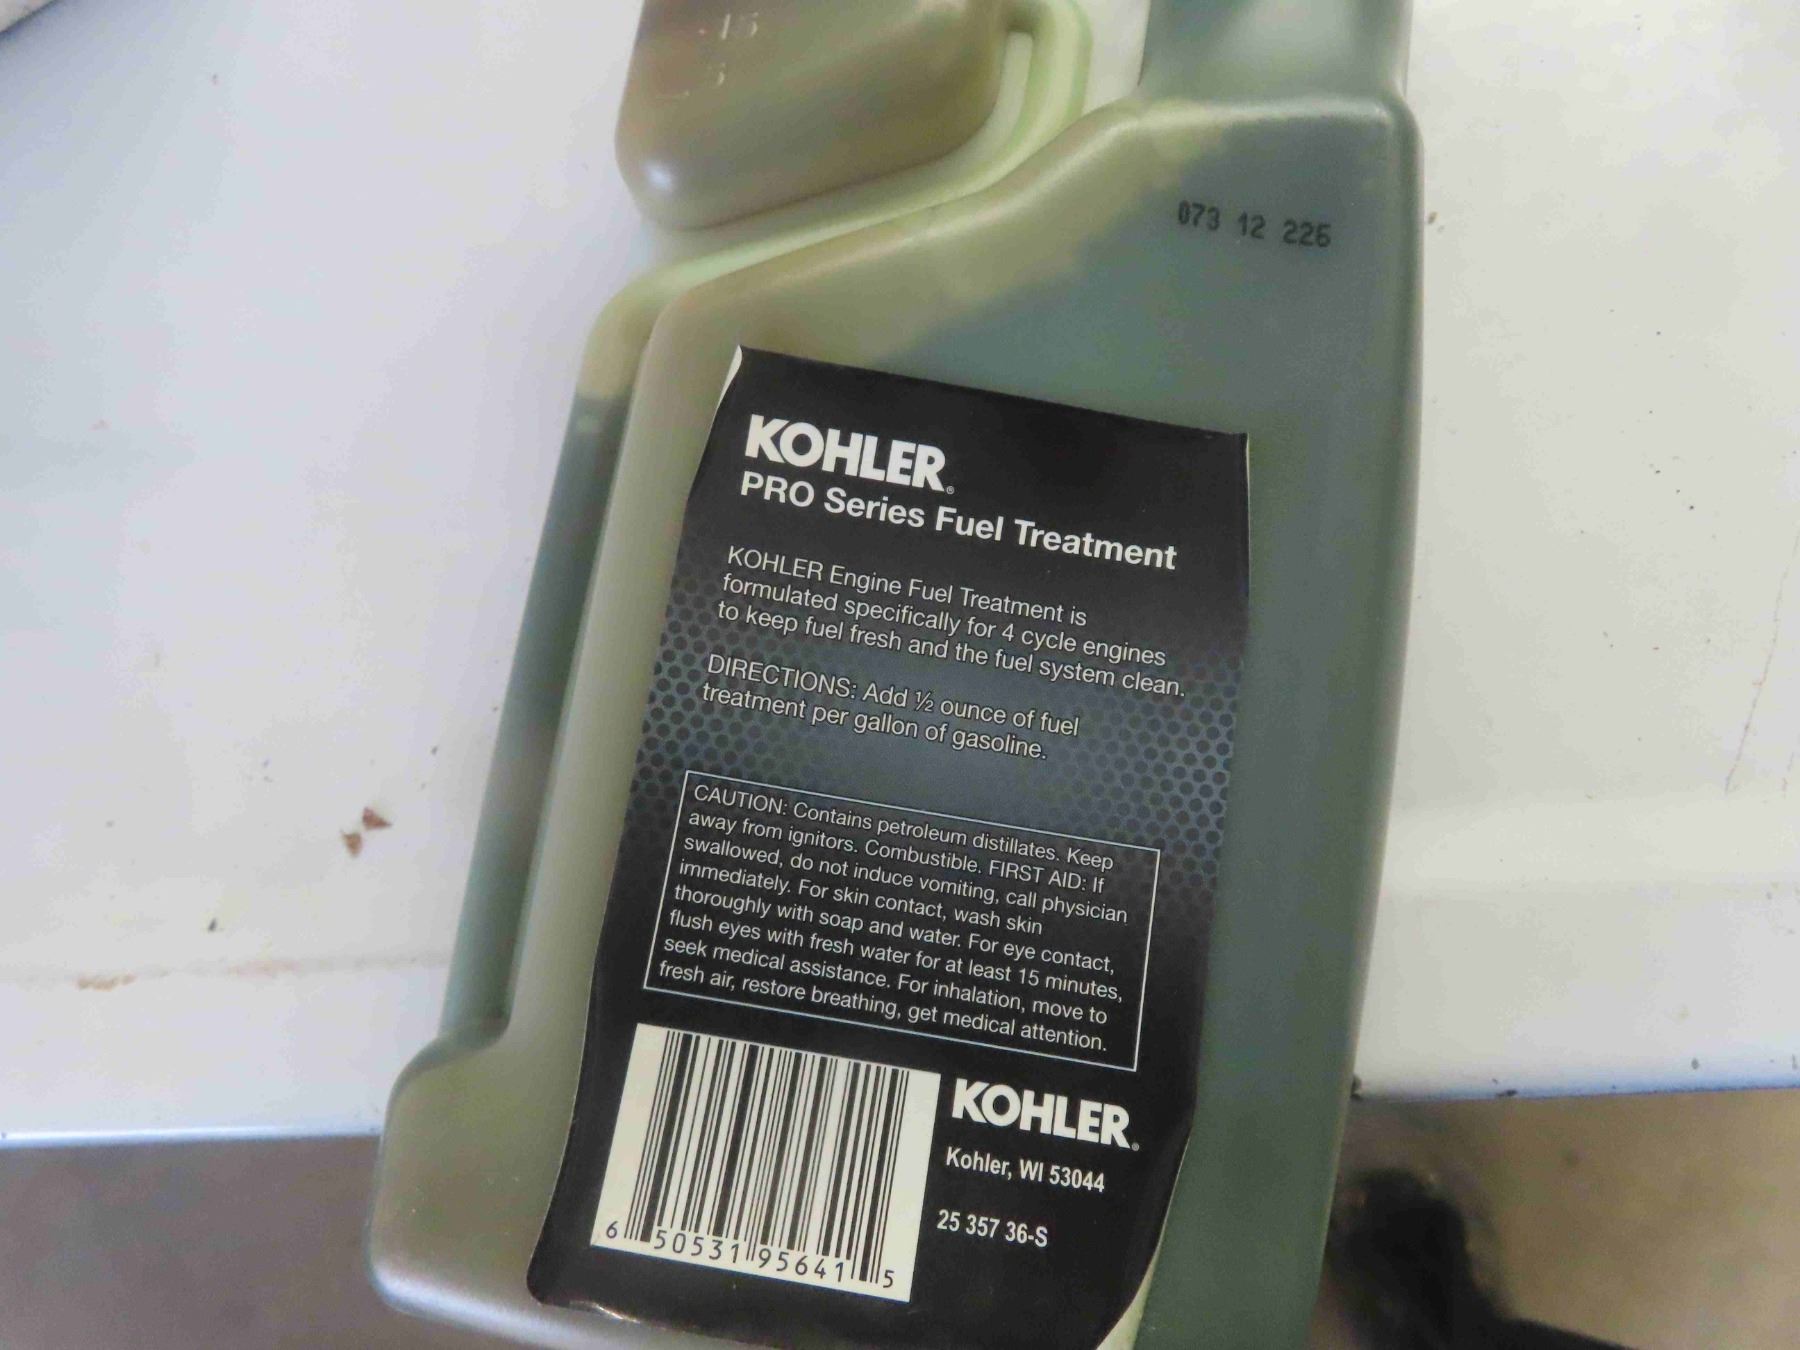 15
5
073 12 226
KOHLER®
PRO Series Fuel Treatment
KOHLER Engine Fuel Treatment is
formulated specifically for 4 cycle engines
to keep fuel fresh and the fuel system clean.
DIRECTIONS: Add ½ ounce of fuel
treatment per gallon of gasoline.
CAUTION: Contains petroleum distillates. Keep
away from ignitors. Combustible. FIRST AID: If
swallowed, do not induce vomiting, call physician
immediately. For skin contact, wash skin
thoroughly with soap and water. For eye contact,
flush eyes with fresh water for at least 15 minutes,
seek medical assistance. For inhalation, move to
fresh air, restore breathing, get medical attention.
6 50531 95641 5
KOHLER®
Kohler, WI 53044
25 357 36-S